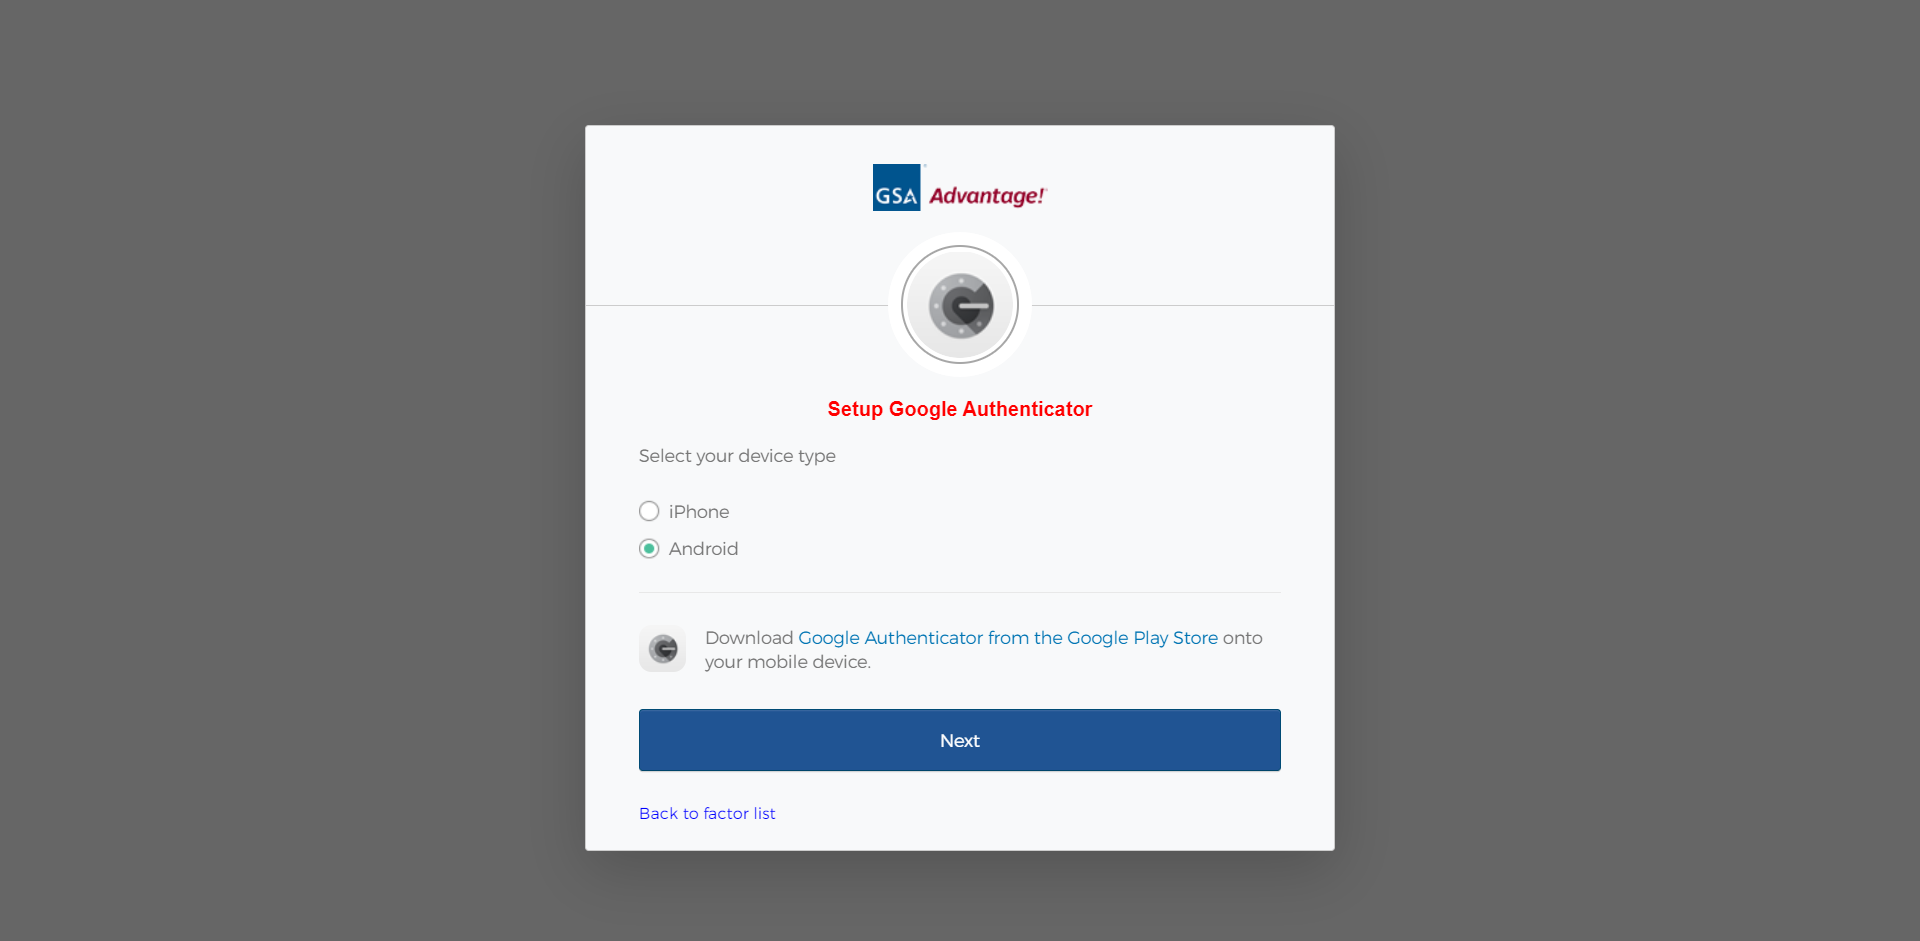 GSA Advantage!
Setup Google Authenticator
Select your device type
iPhone
Android
Download Google Authenticator from the Google Play Store onto
your mobile device.
Next
Back to factor list